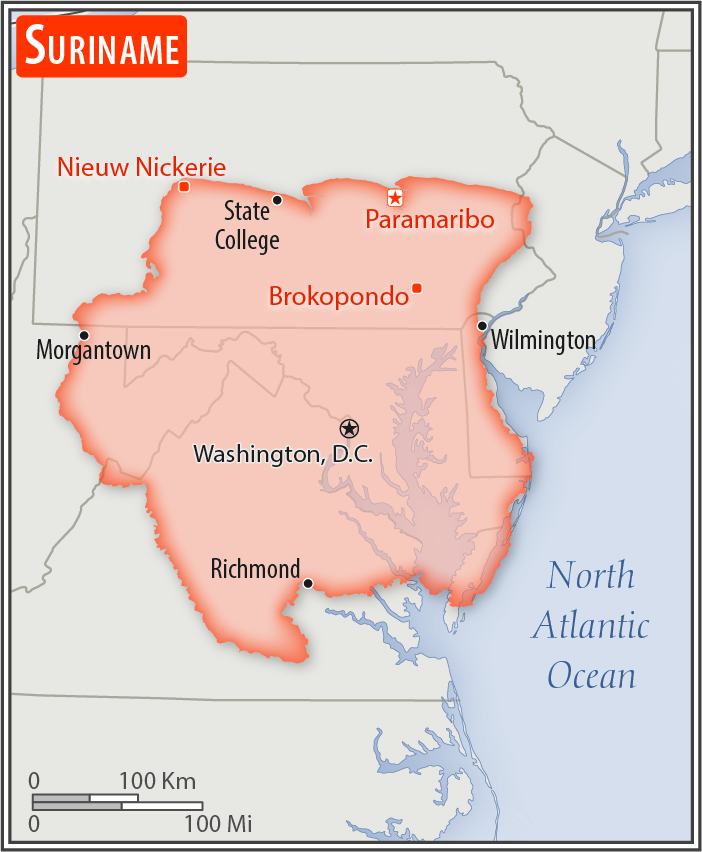 SURINAME
Nieuw Nickerie
State
College
Paramaribo
Brokopondo
Morgantown
Wilmington
Washington, D.C.
Richmond
North
Atlantic
Ocean
0 100 Km
0 100 Mi